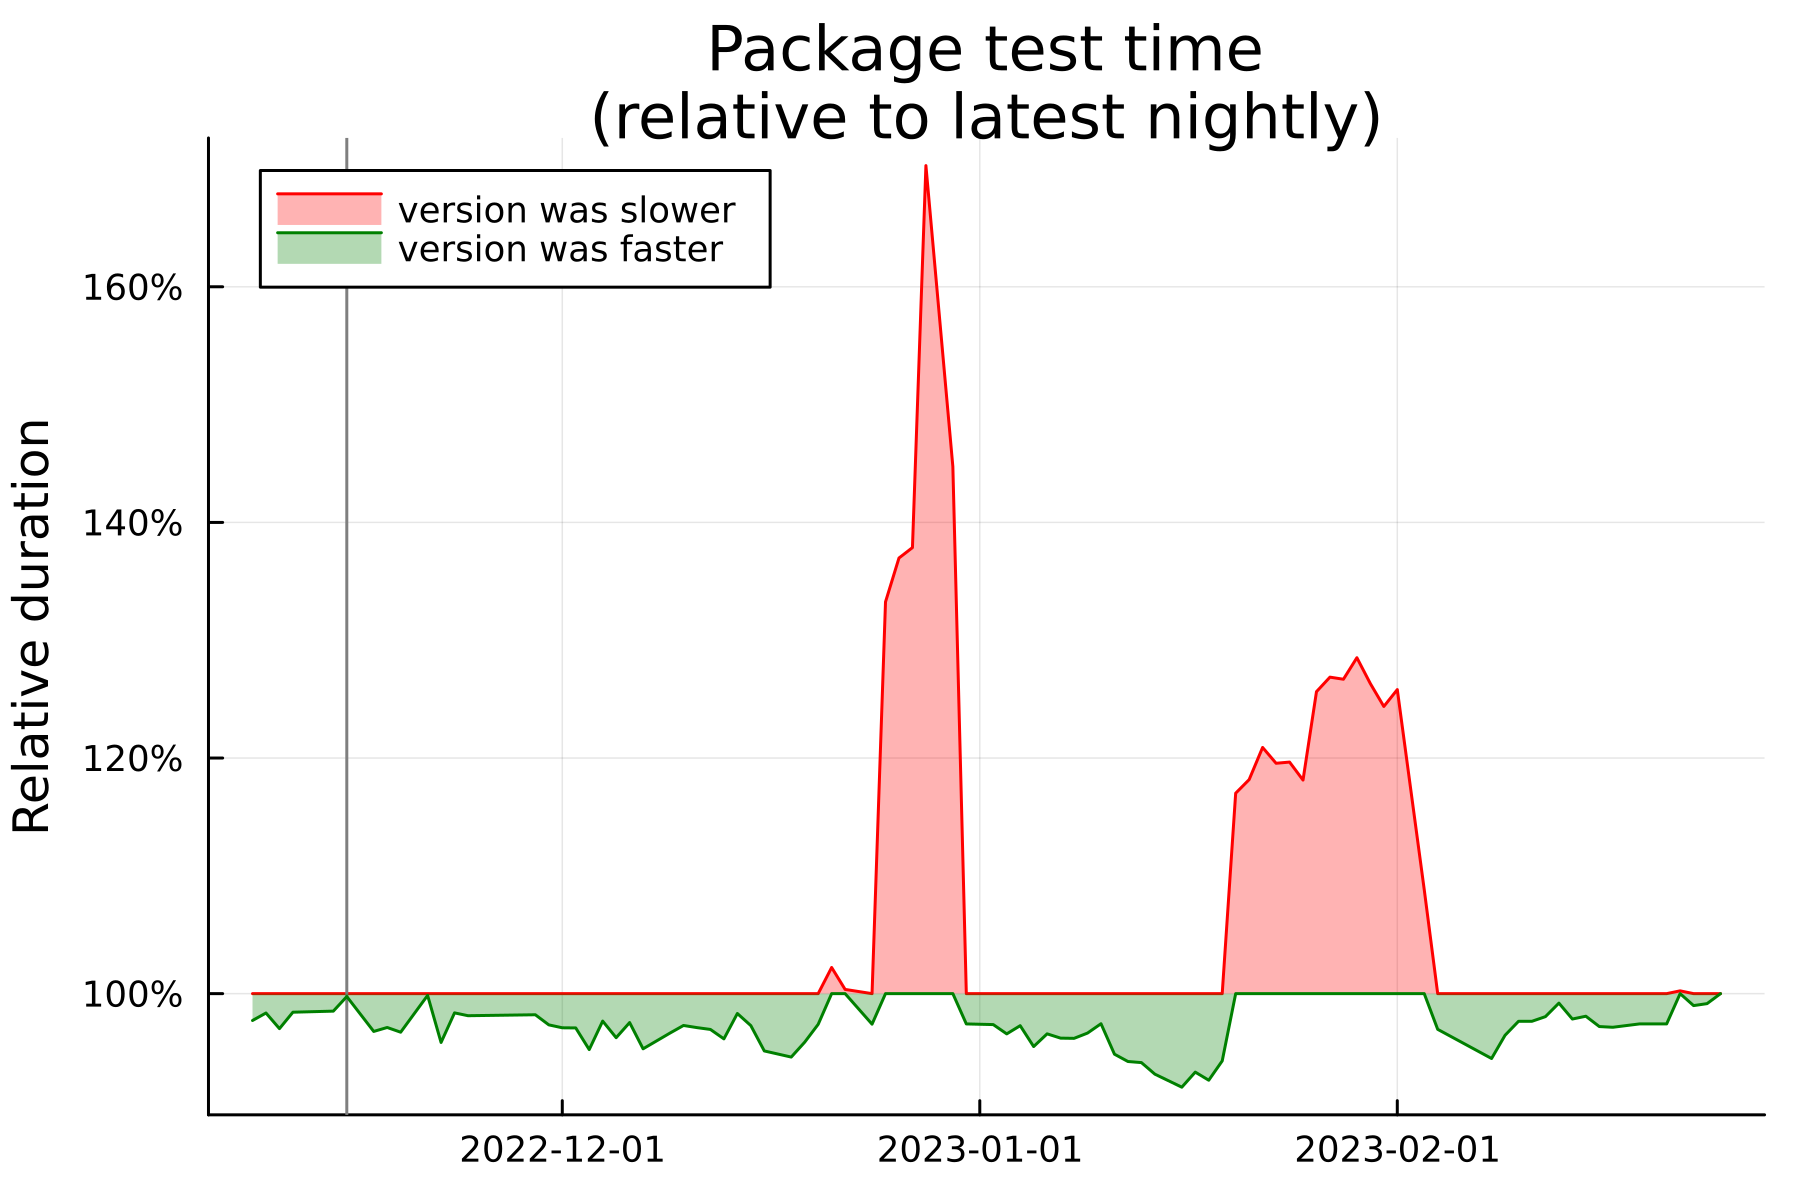 Package test time
(relative to latest nightly)
version was slower
version was faster
Relative duration
160%
140%
120%
100%
2022-12-01
2023-01-01
2023-02-01